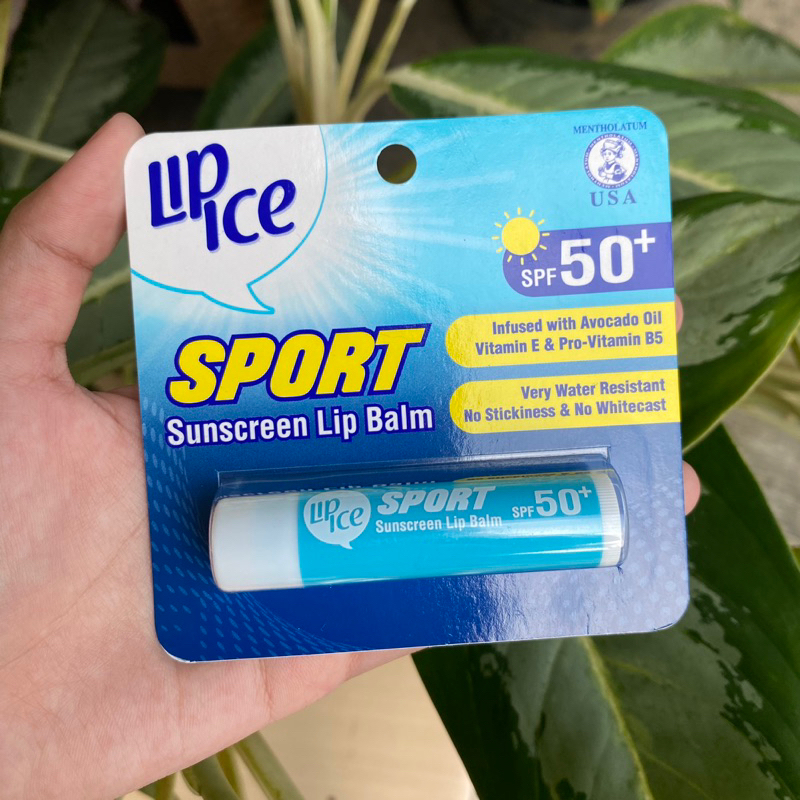 LIP ICE
MENTHOLATUM
USA
SPF 50+
Infused with Avocado Oil
Vitamin E & Pro-Vitamin B5
SPORT
Sunscreen Lip Balm
Very Water Resistant
No Stickiness & No Whitecast
LIP ICE
SPORT
Sunscreen Lip Balm
SPF 50+